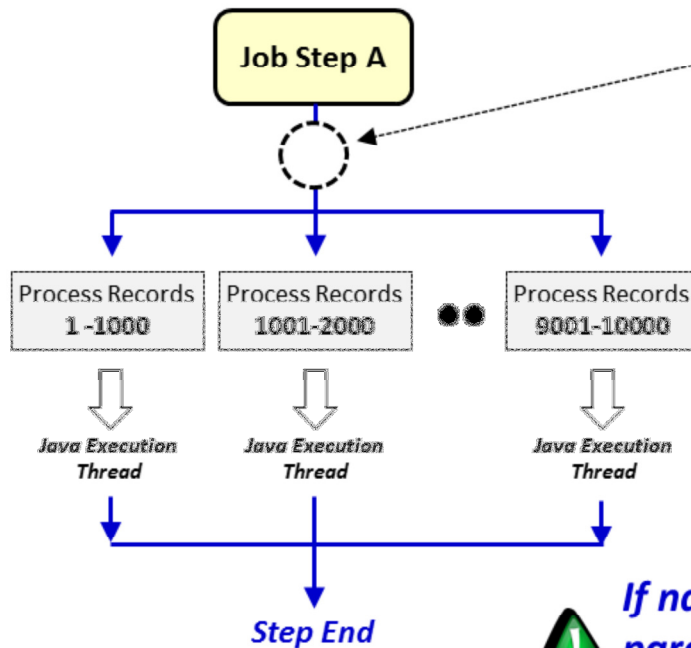 Job Step A
Process Records
1 -1000
Process Records
1001-2000
Process Records
9001-10000
Java Execution
Thread
Java Execution
Thread
Java Execution
Thread
Step End
If